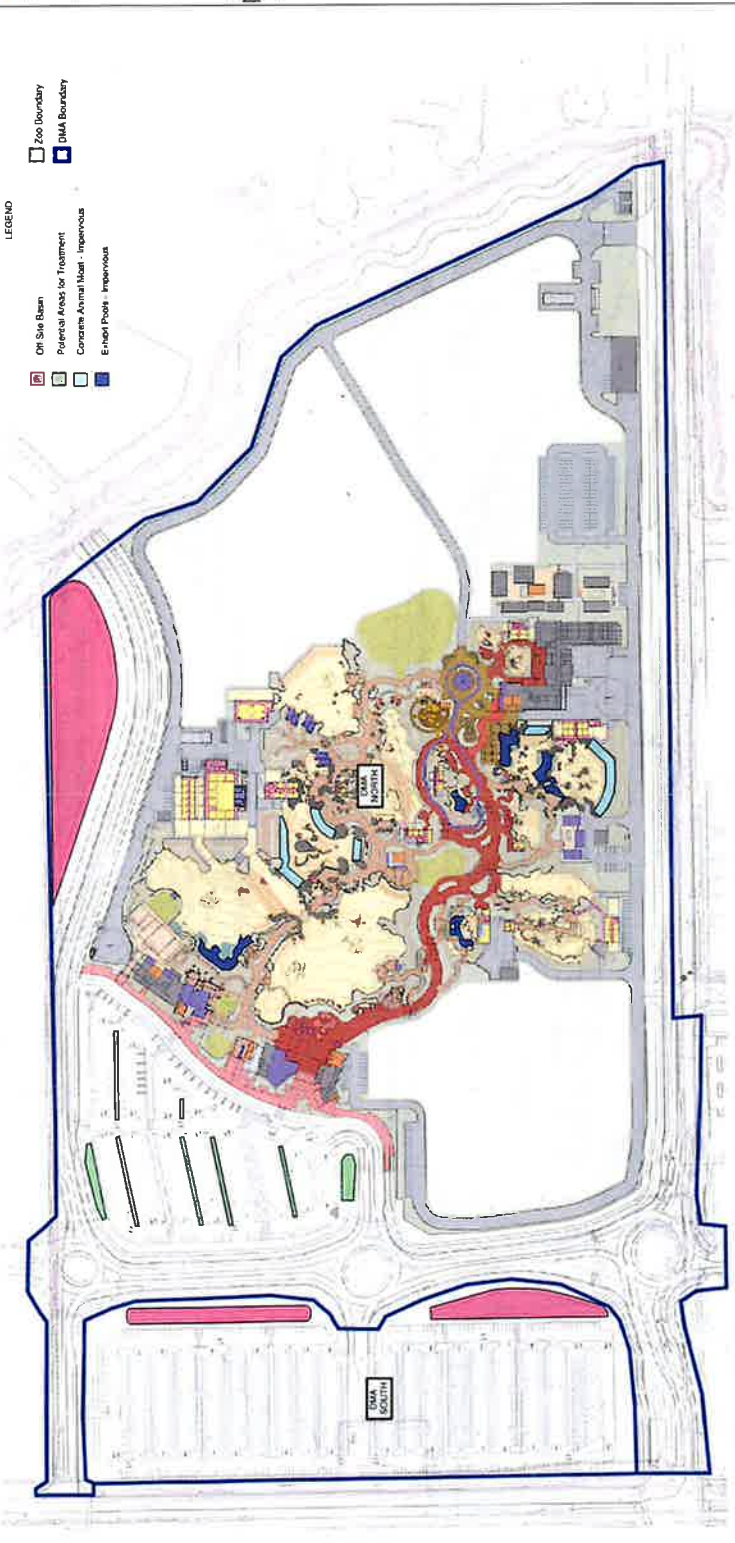 LEGEND
Off Site Basin
Potential Areas for Treatment
Concrete Animal Moat - Impervious
Exhibit Pools - Impervious
Zoo Boundary
DMA Boundary
DMA
NORTH
DMA
SOUTH